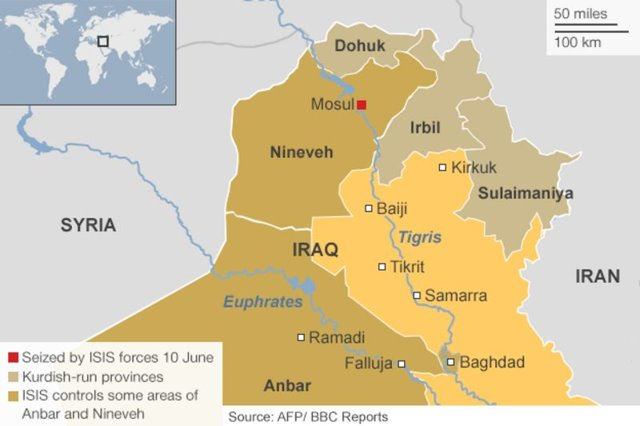 50 miles
100 km
Dohuk
Mosul
Irbil
Nineveh
Kirkuk
Sulaimaniya
Baiji
SYRIA
Tigris
IRAQ
Tikrit
IRAN
Euphrates
Samarra
Ramadi
Baghdad
Falluja
Anbar
Seized by ISIS forces 10 June
Kurdish-run provinces
ISIS controls some areas of
Anbar and Nineveh
Source: AFP/ BBC Reports